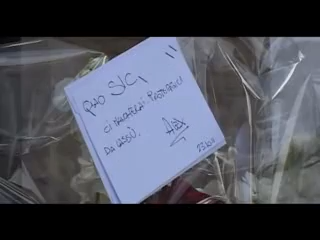 CIAO SIC,
CI MANCHERAI. PROTEGGICI
DA LASSÙ.